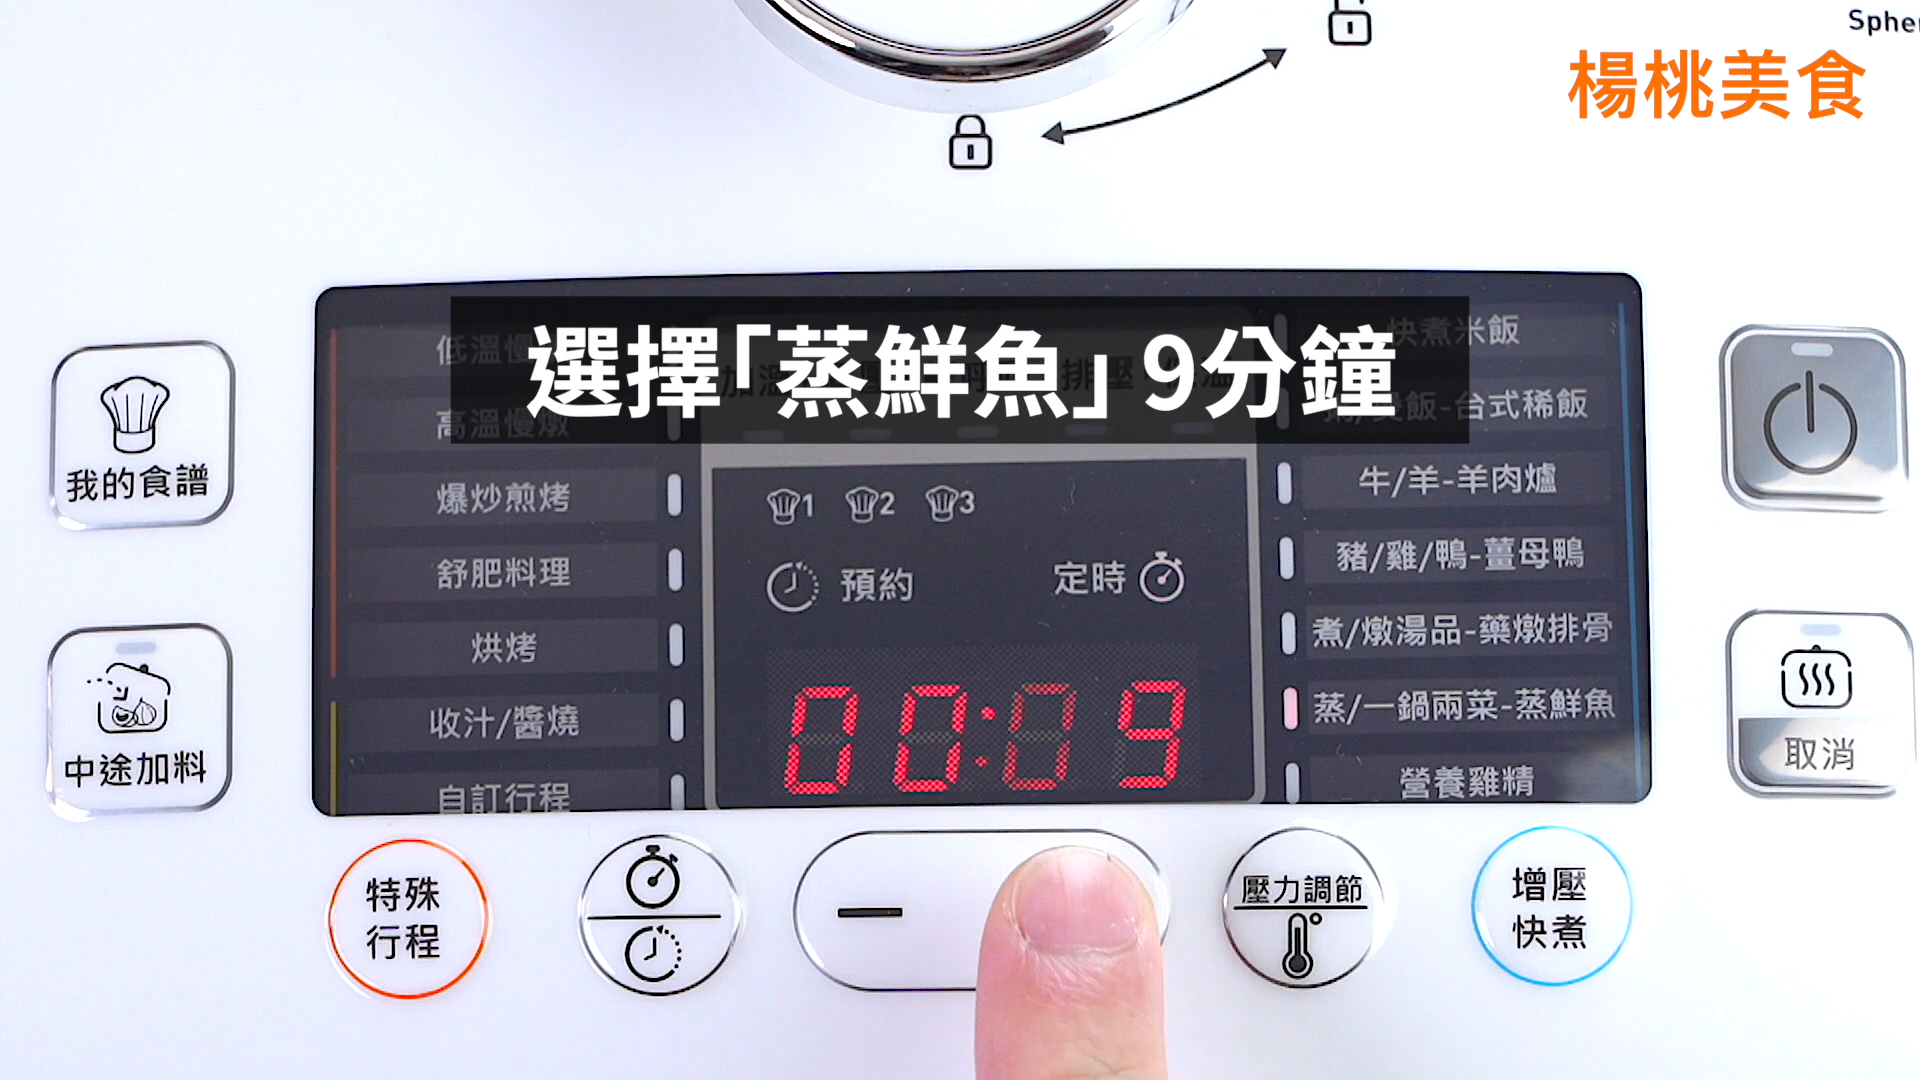 Sphe
楊桃美食
選擇「蒸鮮魚」9分鐘
快煮米飯
高溫慢燉
台式稀飯
爆炒煎烤
牛/羊-羊肉爐
1 2 3
舒肥料理
預約
定時
豬/雞/鴨-薑母鴨
烘烤
煮/燉湯品-藥燉排骨
收汁/醬燒
00:09
蒸/一鍋兩菜-蒸鮮魚
自訂行程
營養雞精
我的食譜
中途加料
取消
特殊
行程
壓力調節
增壓
快煮